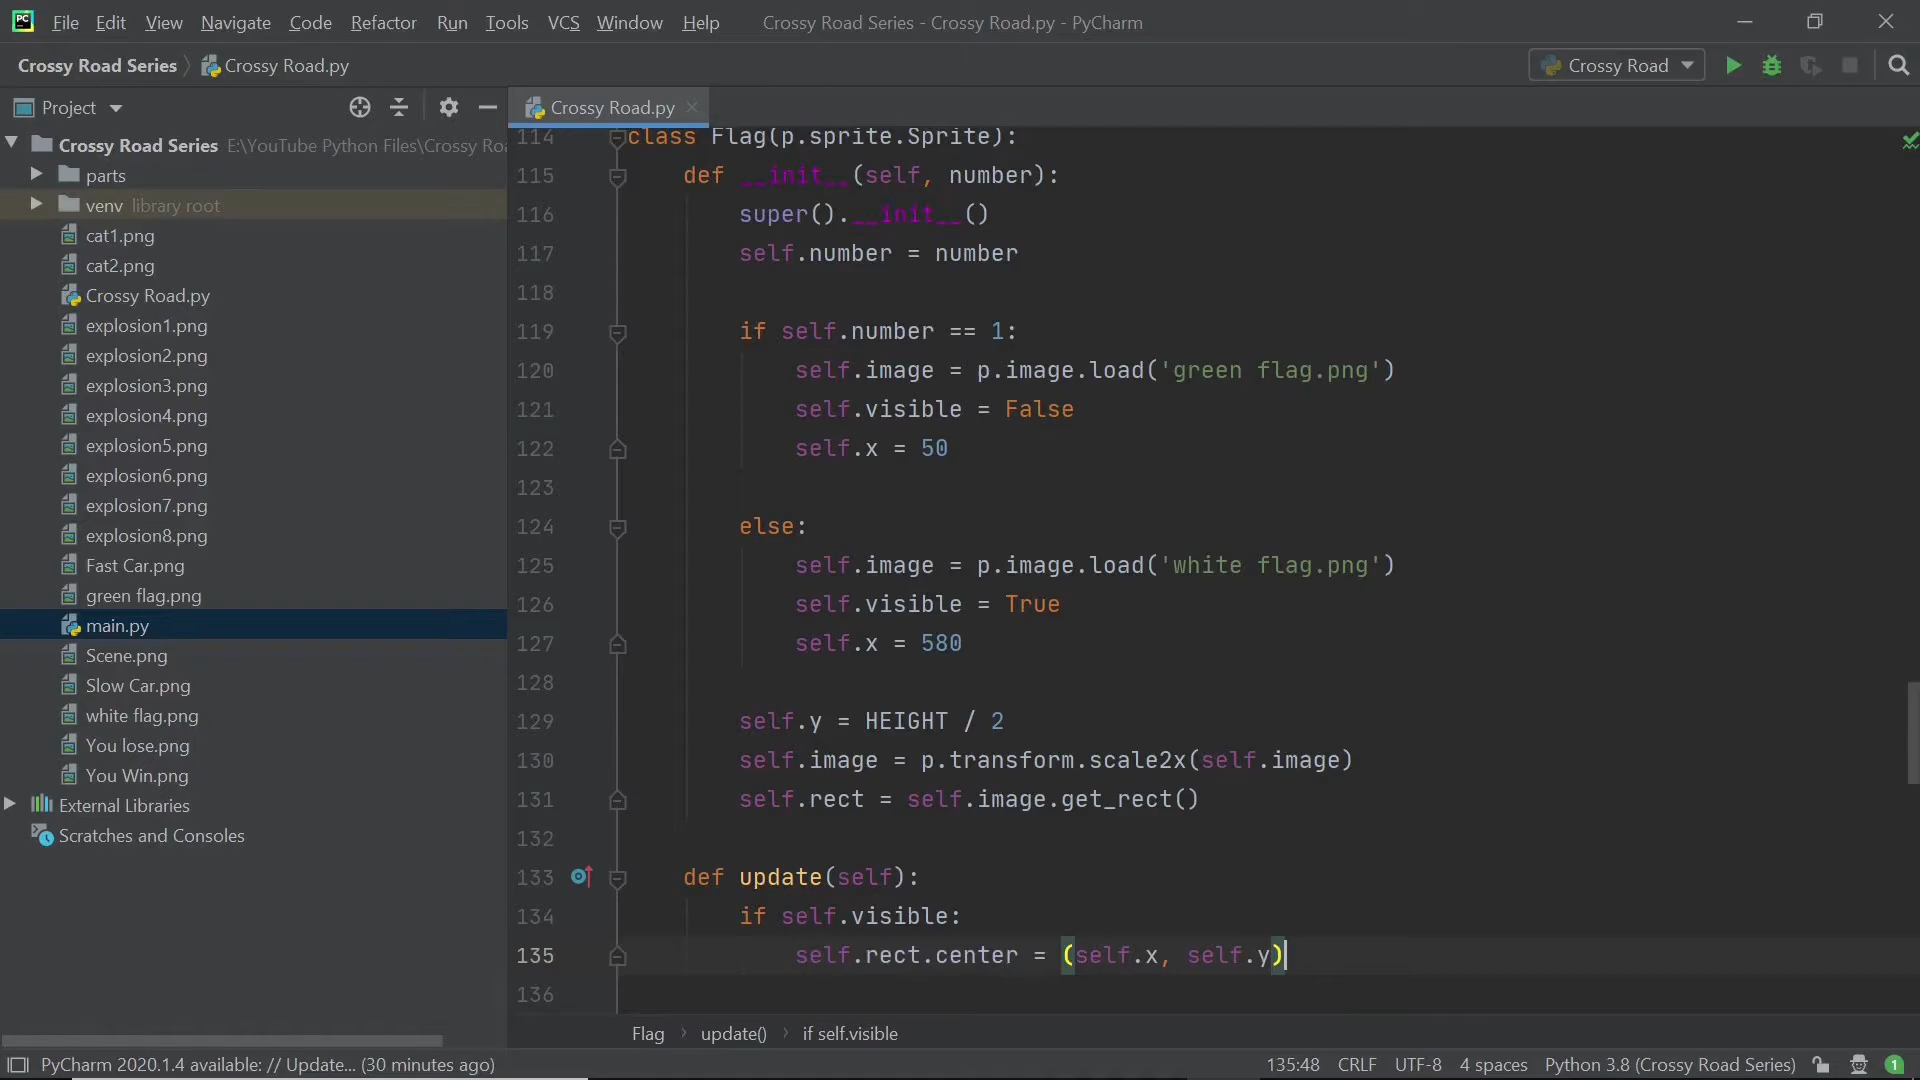 File Edit View Navigate Code Refactor Run Tools VCS Window Help Crossy Road Series - Crossy Road.py - PyCharm
Crossy Road Series Crossy Road.py Crossy Road
Project Crossy Road.py
Crossy Road Series E:\YouTube Python Files\Crossy Ro
parts
venv library root
cat1.png
cat2.png
Crossy Road.py
explosion1.png
explosion2.png
explosion3.png
explosion4.png
explosion5.png
explosion6.png
explosion7.png
explosion8.png
Fast Car.png
green flag.png
main.py
Scene.png
Slow Car.png
white flag.png
You lose.png
You Win.png
External Libraries
Scratches and Consoles
114 class Flag(p.sprite.Sprite):
115 def __init__(self, number):
116 super().__init__()
117 self.number = number
118
119 if self.number == 1:
120 self.image = p.image.load('green flag.png')
121 self.visible = False
122 self.x = 50
123
124 else:
125 self.image = p.image.load('white flag.png')
126 self.visible = True
127 self.x = 580
128
129 self.y = HEIGHT / 2
130 self.image = p.transform.scale2x(self.image)
131 self.rect = self.image.get_rect()
132
133 def update(self):
134 if self.visible:
135 self.rect.center = (self.x, self.y)
136
Flag update() if self.visible
PyCharm 2020.1.4 available: // Update... (30 minutes ago) 135:48 CRLF UTF-8 4 spaces Python 3.8 (Crossy Road Series) 1